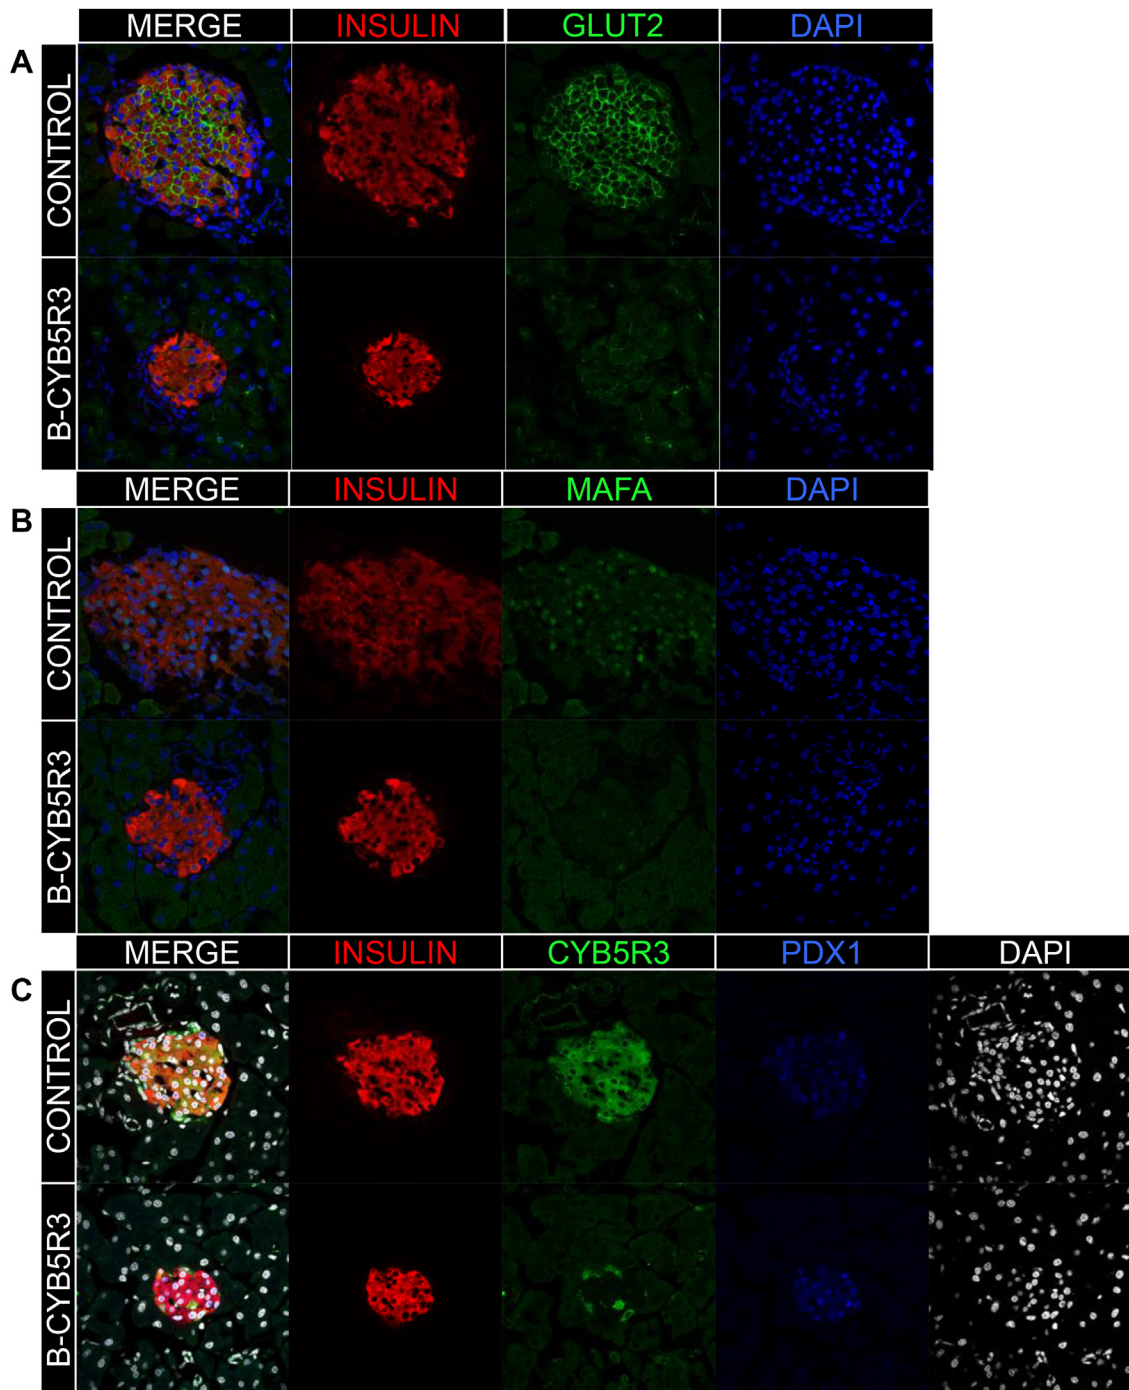 MERGE INSULIN GLUT2 DAPI
A
CONTROL
B-CYB5R3
MERGE INSULIN MAFA DAPI
B
CONTROL
B-CYB5R3
MERGE INSULIN CYB5R3 PDX1 DAPI
C
CONTROL
B-CYB5R3